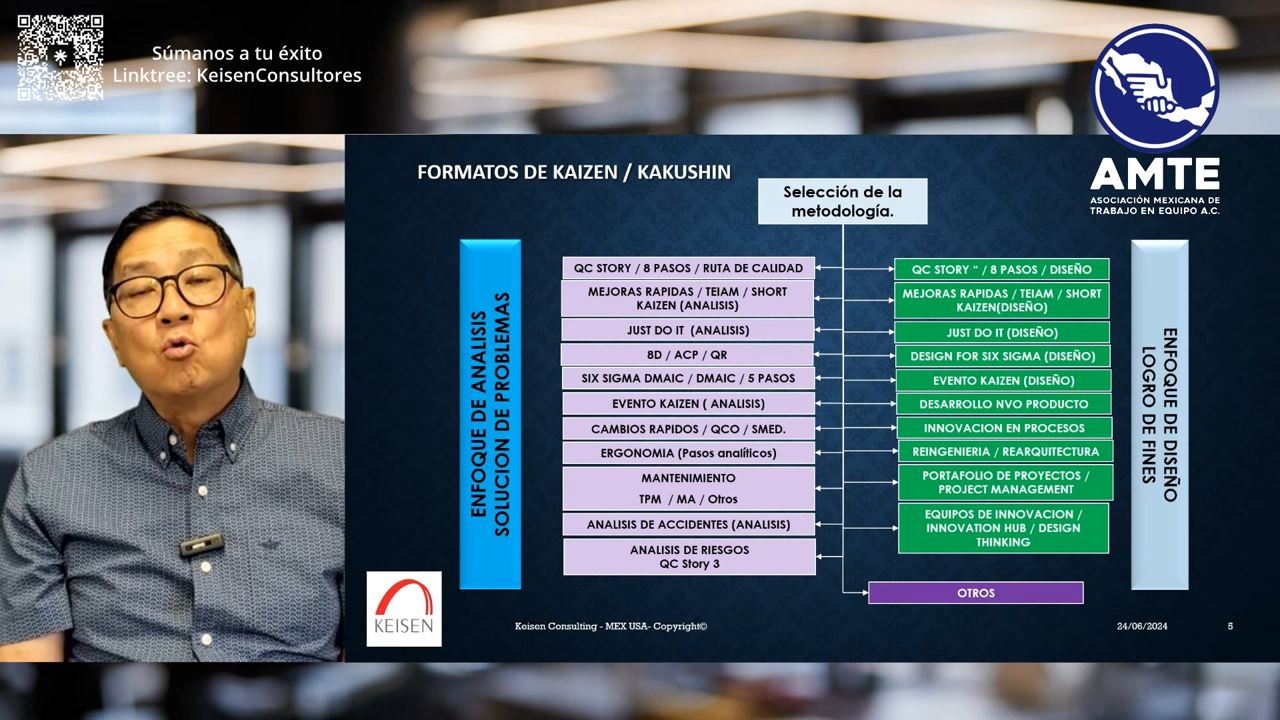 Súmanos a tu éxito
Linktree: KeisenConsultores
AMTE
ASOCIACIÓN MEXICANA DE
TRABAJO EN EQUIPO A.C.
FORMATOS DE KAIZEN / KAKUSHIN
Selección de la
metodología.
ENFOQUE DE ANALISIS
SOLUCION DE PROBLEMAS
QC STORY / 8 PASOS / RUTA DE CALIDAD
MEJORAS RAPIDAS / TEIAM / SHORT
KAIZEN (ANALISIS)
JUST DO IT (ANALISIS)
8D / ACP / QR
SIX SIGMA DMAIC / DMAIC / 5 PASOS
EVENTO KAIZEN ( ANALISIS)
CAMBIOS RAPIDOS / QCO / SMED.
ERGONOMIA (Pasos analíticos)
MANTENIMIENTO
TPM / MA / Otros
ANALISIS DE ACCIDENTES (ANALISIS)
ANALISIS DE RIESGOS
QC Story 3
QC STORY " / 8 PASOS / DISEÑO
MEJORAS RAPIDAS / TEIAM / SHORT
KAIZEN(DISEÑO)
JUST DO IT (DISEÑO)
DESIGN FOR SIX SIGMA (DISEÑO)
EVENTO KAIZEN (DISEÑO)
DESARROLLO NVO PRODUCTO
INNOVACION EN PROCESOS
REINGENIERIA / REARQUITECTURA
PORTAFOLIO DE PROYECTOS /
PROJECT MANAGEMENT
EQUIPOS DE INNOVACION /
INNOVATION HUB / DESIGN
THINKING
OTROS
ENFOQUE DE DISEÑO
LOGRO DE FINES
KEISEN
Keisen Consulting - MEX USA- Copyright©
24/06/2024
5